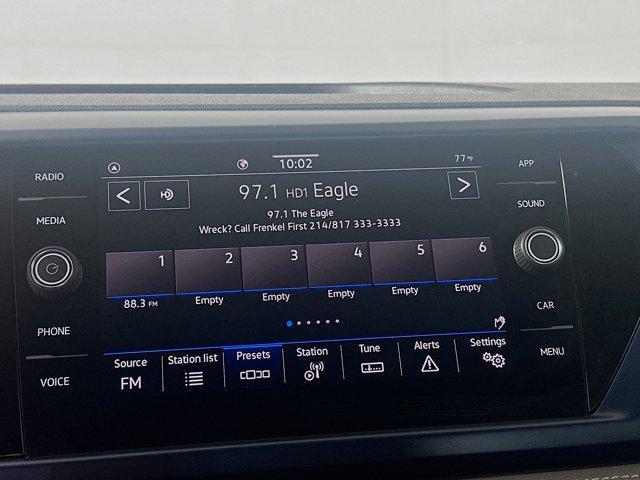 10:02
77°F
RADIO
MEDIA
PHONE
VOICE
97.1 HD1 Eagle
97.1 The Eagle
Wreck? Call Frenkel First 214/817 333-3333
1 2 3 4 5 6
88.3 FM Empty Empty Empty Empty Empty
Source Station list Presets Station Tune Alerts Settings
FM
APP
SOUND
CAR
MENU